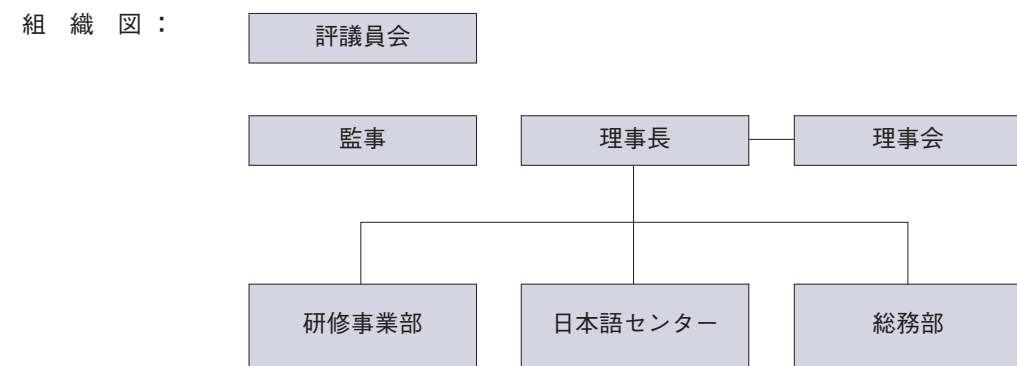 組織図：
評議員会
監事
理事長
理事会
研修事業部
日本語センター
総務部